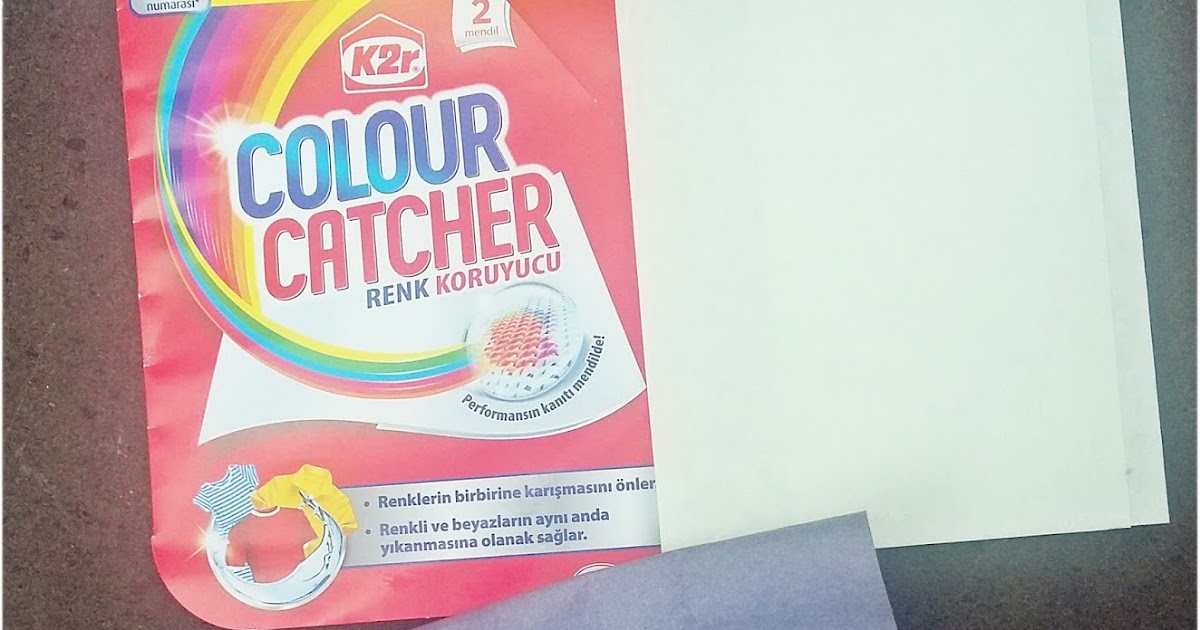 numarası*
2
mendil
K2r
COLOUR
CATCHER
RENK KORUYUCU
Performansın kanıtı mendilde!
• Renklerin birbirine karışmasını önler
• Renkli ve beyazların aynı anda
yıkanmasına olanak sağlar.